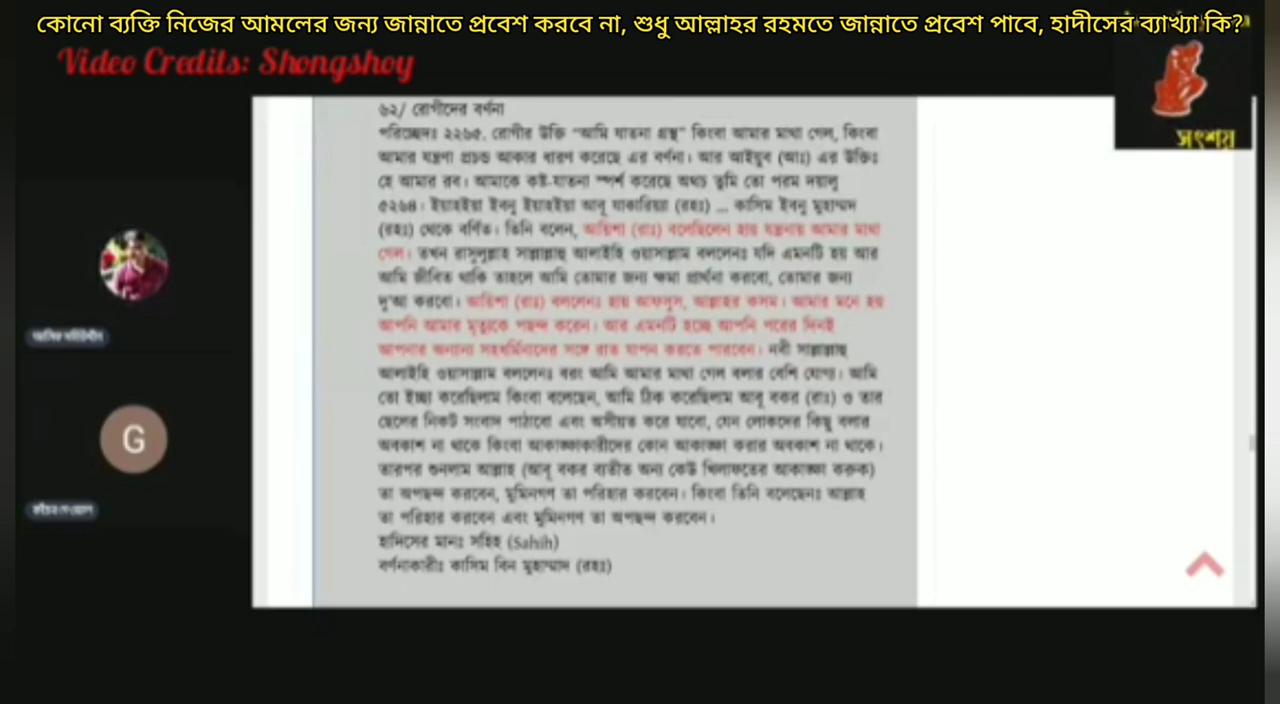 কোনো ব্যক্তি নিজের আমলের জন্য জান্নাতে প্রবেশ করবে না, শুধু আল্লাহর রহমতে জান্নাতে প্রবেশ পাবে, হাদীসের ব্যাখ্যা কি?
Video Credits: Shongshoy
সংশয়
৬২/ রোগীদের বর্ণনা
পরিচ্ছেদঃ ২২৬৫. রোগীর উক্তি "আমি যাতনা গ্রস্থ" কিংবা আমার মাথা গেল, কিংবা
আমার যন্ত্রণা প্রচন্ড আকার ধারণ করেছে এর বর্ণনা। আর আইয়ুব (আঃ) এর উক্তিঃ
হে আমার রব। আমাকে কষ্ট-যাতনা স্পর্শ করেছে অথচ তুমি তো পরম দয়ালু
৫২৬৪। ইয়াহইয়া ইবনু ইয়াহইয়া আবূ যাকারিয়্যা (রহঃ) ... কাসিম ইবনু মুহাম্মদ
(রহঃ) থেকে বর্ণিত। তিনি বলেন, আয়িশা (রাঃ) বলেছিলেন হায় যন্ত্রনায় আমার মাথা
গেল। তখন রাসূলুল্লাহ সাল্লাল্লাহু আলাইহি ওয়াসাল্লাম বললেনঃ যদি এমনটি হয় আর
আমি জীবিত থাকি তাহলে আমি তোমার জন্য ক্ষমা প্রার্থনা করবো, তোমার জন্য
দু'আ করবো। আয়িশা (রাঃ) বললেনঃ হায় আফসুস, আল্লাহর কসম। আমার মনে হয়
আপনি আমার মৃত্যুকে পছন্দ করেন। আর এমনটি হচ্ছে আপনি পরের দিনই
আপনার অন্যান্য সহধর্মিনীদের সঙ্গে রাত যাপন করতে পারবেন। নবী সাল্লাল্লাহু
আলাইহি ওয়াসাল্লাম বললেনঃ বরং আমি আমার মাথা গেল বলার বেশি যোগ্য। আমি
তো ইচ্ছা করেছিলাম কিংবা বলেছেন, আমি ঠিক করেছিলাম আবূ বকর (রাঃ) ও তার
ছেলের নিকট সংবাদ পাঠাবো এবং অসীয়ত করে যাবো, যেন লোকদের কিছু বলার
অবকাশ না থাকে কিংবা আকাঙ্ক্ষাকারীদের কোন আকাঙ্ক্ষা করার অবকাশ না থাকে।
তারপর শুনলাম আল্লাহ (আবূ বকর ব্যতীত অন্য কেউ খিলাফতের আকাঙ্ক্ষা করুক)
তা অপছন্দ করবেন, মুমিনগণ তা পরিহার করবেন। কিংবা তিনি বলেছেনঃ আল্লাহ
তা পরিহার করবেন এবং মুমিনগণ তা অপছন্দ করবেন।
হাদিসের মানঃ সহিহ (Sahih)
বর্ণনাকারীঃ কাসিম বিন মুহাম্মাদ (রহঃ)
G